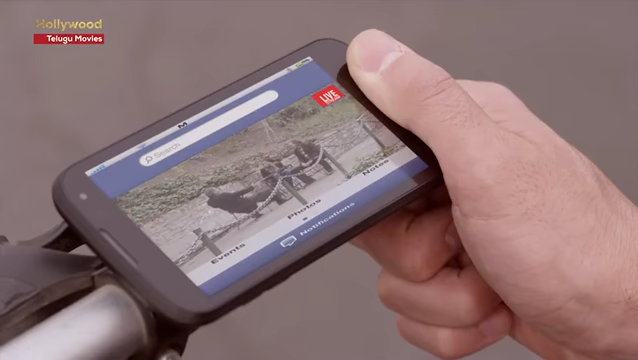 Hollywood
Telugu Movies
Search
LIVE
Events
Photos
Notes
Notifications